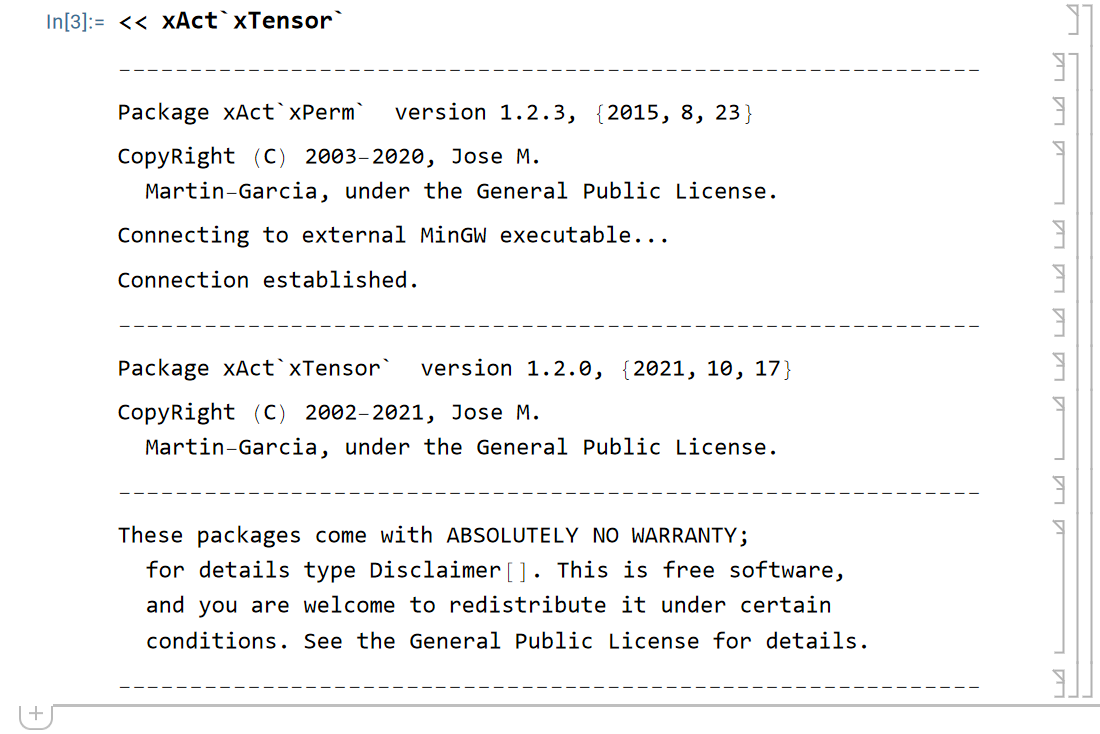 In[3]:= << xAct`xTensor`
------------------------------------------------------------
Package xAct`xPerm`  version 1.2.3, {2015, 8, 23}
CopyRight (C) 2003-2020, Jose M.
Martin-Garcia, under the General Public License.
Connecting to external MinGW executable...
Connection established.
------------------------------------------------------------
Package xAct`xTensor`  version 1.2.0, {2021, 10, 17}
CopyRight (C) 2002-2021, Jose M.
Martin-Garcia, under the General Public License.
------------------------------------------------------------
These packages come with ABSOLUTELY NO WARRANTY;
for details type Disclaimer[]. This is free software,
and you are welcome to redistribute it under certain
conditions. See the General Public License for details.
------------------------------------------------------------